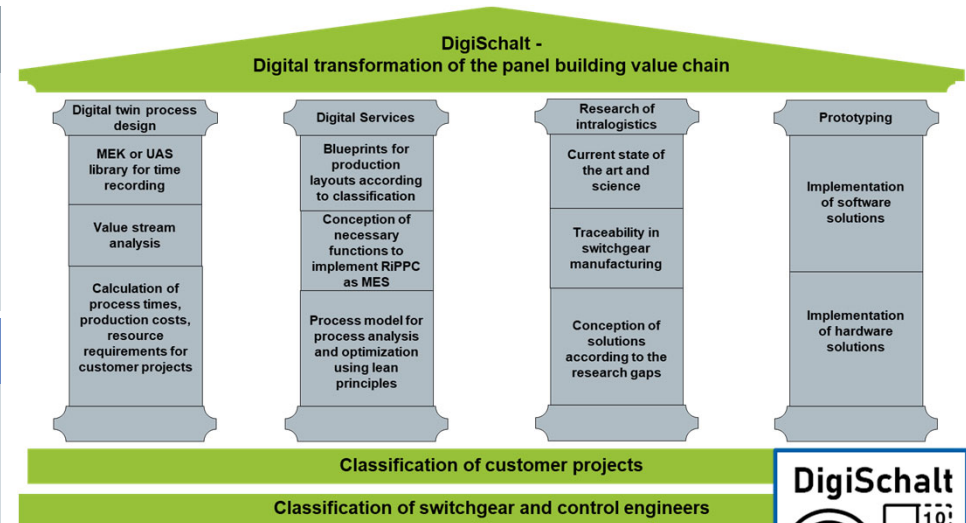 DigiSchalt -
Digital transformation of the panel building value chain
Digital twin process
design
MEK or UAS
library for time
recording
Value stream
analysis
Calculation of
process times,
production costs,
resource
requirements for
customer projects
Digital Services
Blueprints for
production
layouts according
to classification
Conception of
necessary
functions to
implement RiPPC
as MES
Process model for
process analysis
and optimization
using lean
principles
Research of
intralogistics
Current state of
the art and
science
Traceability in
switchgear
manufacturing
Conception of
solutions
according to the
research gaps
Prototyping
Implementation
of software
solutions
Implementation
of hardware
solutions
Classification of customer projects
Classification of switchgear and control engineers
DigiSchalt
10